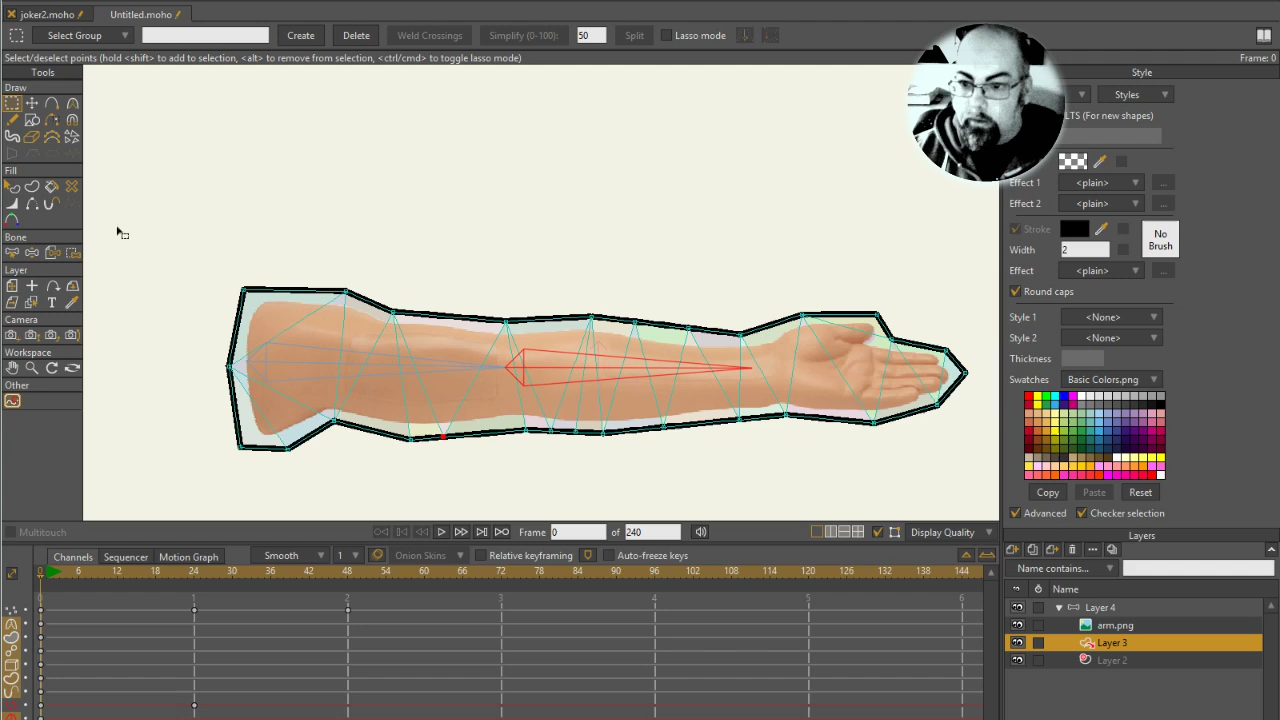 joker2.moho
Untitled.moho
Select Group
Create
Delete
Weld Crossings
Simplify (0-100):
50
Split
Lasso mode
Select/deselect points (hold <shift> to add to selection, <alt> to remove from selection, <ctrl/cmd> to toggle lasso mode)
Frame: 0
Tools
Style
Draw
Styles
LTS (For new shapes)
Fill
Effect 1
<plain>
...
Effect 2
<plain>
...
Stroke
No
Brush
Bone
Width
2
Layer
Effect
<plain>
...
Round caps
Camera
Style 1
<None>
Style 2
<None>
Workspace
Thickness
Swatches
Basic Colors.png
Other
Copy
Paste
Reset
Advanced
Checker selection
Multitouch
Frame
0
of
240
Display Quality
Layers
Channels
Sequencer
Motion Graph
Smooth
1
Onion Skins
Relative keyframing
Auto-freeze keys
Name contains...
0 6 12 18 24 30 36 42 48 54 60 66 72 78 84 90 96 102 108 114 120 126 132 138 144
Name
1 2 3 4 5 6
Layer 4
arm.png
Layer 3
Layer 2